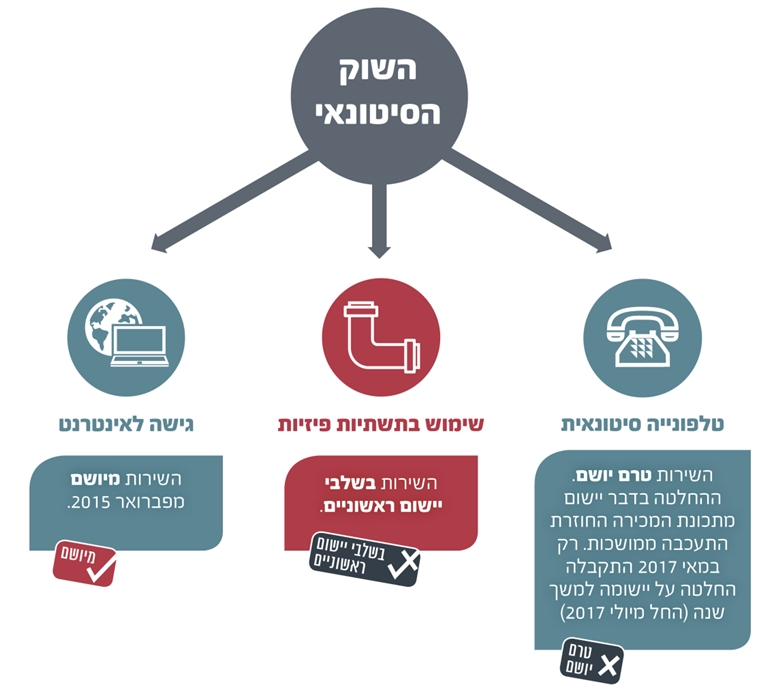 השוק
הסיטונאי
טלפונייה סיטונאית
השירות טרם יושם.
ההחלטה בדבר יישום
מתכונת המכירה החוזרת
התעכבה ממושכות. רק
במאי 2017 התקבלה
החלטה על יישומה למשך
שנה (החל מיולי 2017)
טרם
יושם
שימוש בתשתיות פיזיות
השירות בשלבי
יישום ראשוניים.
בשלבי יישום
ראשוניים
גישה לאינטרנט
השירות מיושם
מפברואר 2015.
מיושם